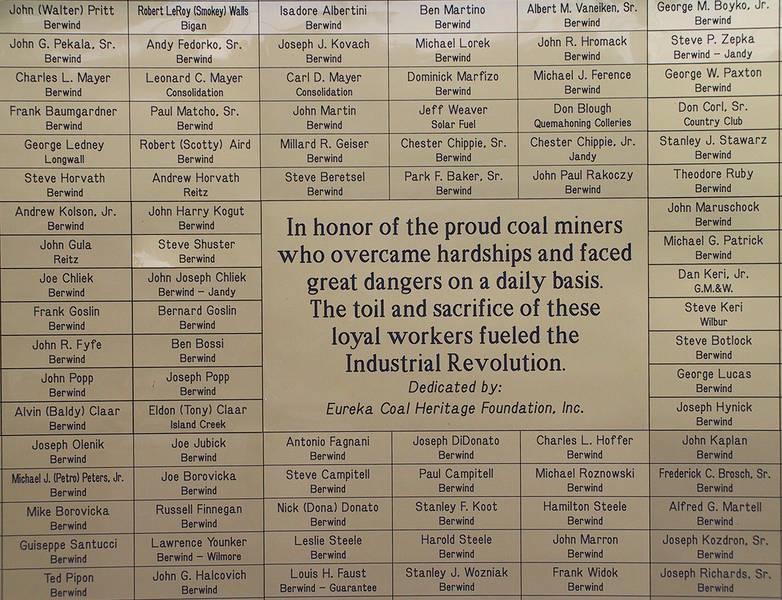 John (Walter) Pritt
Berwind
Robert LeRoy (Smokey) Walls
Bigan
Isadore Albertini
Berwind
Ben Martino
Berwind
Albert M. Vaneiken, Sr.
Berwind
George M. Boyko, Jr.
Berwind
John G. Pekala, Sr.
Berwind
Andy Fedorko, Sr.
Berwind
Joseph J. Kovach
Berwind
Michael Lorek
Berwind
John R. Hromack
Berwind
Steve P. Zepka
Berwind – Jandy
Charles L. Mayer
Berwind
Leonard C. Mayer
Consolidation
Carl D. Mayer
Consolidation
Dominick Marfizo
Berwind
Michael J. Ference
Berwind
George W. Paxton
Berwind
Frank Baumgardner
Berwind
Paul Matcho, Sr.
Berwind
John Martin
Berwind
Jeff Weaver
Solar Fuel
Don Blough
Quemahoning Colleries
Don Corl, Sr.
Country Club
George Ledney
Longwall
Robert (Scotty) Aird
Berwind
Millard R. Geiser
Berwind
Chester Chippie, Sr.
Berwind
Chester Chippie, Jr.
Jandy
Stanley J. Stawarz
Berwind
Steve Horvath
Berwind
Andrew Horvath
Reitz
Steve Beretsel
Berwind
Park F. Baker, Sr.
Berwind
John Paul Rakoczy
Berwind
Theodore Ruby
Berwind
Andrew Kolson, Jr.
Berwind
John Harry Kogut
Berwind
John Maruschock
Berwind
John Gula
Reitz
Steve Shuster
Berwind
Michael G. Patrick
Berwind
Joe Chliek
Berwind
John Joseph Chliek
Berwind – Jandy
Dan Keri, Jr.
G.M.&W.
Frank Goslin
Berwind
Bernard Goslin
Berwind
Steve Keri
Wilbur
John R. Fyfe
Berwind
Ben Bossi
Berwind
Steve Botlock
Berwind
John Popp
Berwind
Joseph Popp
Berwind
George Lucas
Berwind
Alvin (Baldy) Claar
Berwind
Eldon (Tony) Claar
Island Creek
Joseph Hynick
Berwind
In honor of the proud coal miners
who overcame hardships and faced
great dangers on a daily basis.
The toil and sacrifice of these
loyal workers fueled the
Industrial Revolution.
Dedicated by:
Eureka Coal Heritage Foundation, Inc.
Joseph Olenik
Berwind
Joe Jubick
Berwind
Antonio Fagnani
Berwind
Joseph DiDonato
Berwind
Charles L. Hoffer
Berwind
John Kaplan
Berwind
Michael J. (Petro) Peters, Jr.
Berwind
Joe Borovicka
Berwind
Steve Campitell
Berwind
Paul Campitell
Berwind
Michael Roznowski
Berwind
Frederick C. Brosch, Sr.
Berwind
Mike Borovicka
Berwind
Russell Finnegan
Berwind
Nick (Dona) Donato
Berwind
Stanley F. Koot
Berwind
Hamilton Steele
Berwind
Alfred G. Martell
Berwind
Guiseppe Santucci
Berwind
Lawrence Younker
Berwind – Wilmore
Leslie Steele
Berwind
Harold Steele
Berwind
John Marron
Berwind
Joseph Kozdron, Sr.
Berwind
Ted Pipon
Berwind
John G. Halcovich
Berwind
Louis H. Faust
Berwind – Guarantee
Stanley J. Wozniak
Berwind
Frank Widok
Berwind
Joseph Richards, Sr.
Berwind